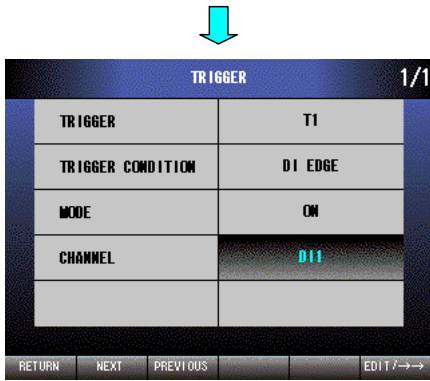 TRIGGER 1/1
TRIGGER T1
TRIGGER CONDITION DI EDGE
MODE ON
CHANNEL DI1
RETURN NEXT PREVIOUS EDIT/→→